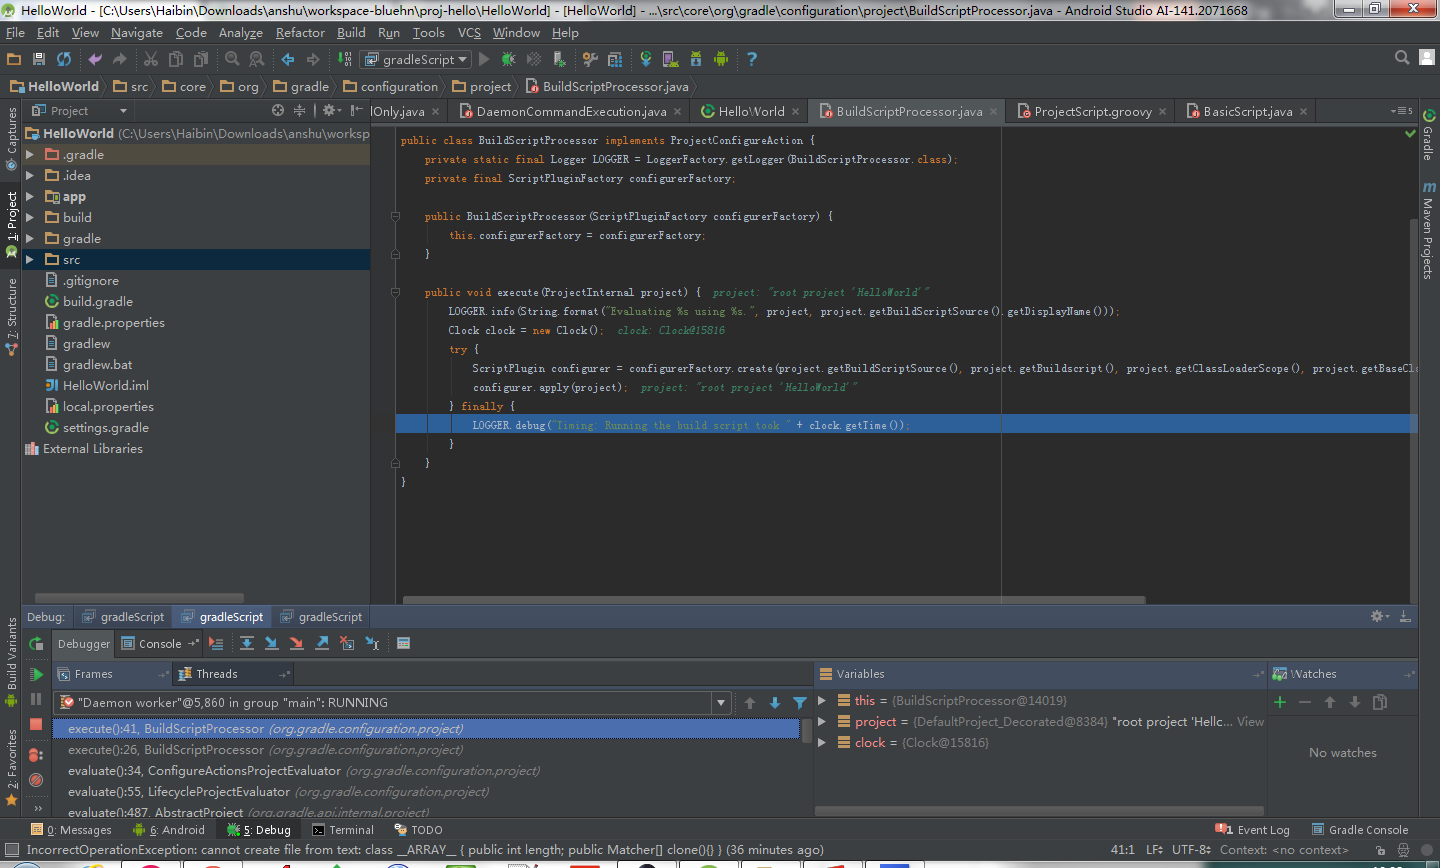 HelloWorld - [C:\Users\Haibin\Downloads\anshu\workspace-bluehn\proj-hello\HelloWorld] - [HelloWorld] - ...\src\core\org\gradle\configuration\project\BuildScriptProcessor.java - Android Studio AI-141.2071668
File Edit View Navigate Code Analyze Refactor Build Run Tools VCS Window Help
gradleScript
HelloWorld src core org gradle configuration project BuildScriptProcessor.java
Project
lOnly.java DaemonCommandExecution.java HelloWorld BuildScriptProcessor.java ProjectScript.groovy BasicScript.java 5
Captures
1: Project
7: Structure
Build Variants
2: Favorites
HelloWorld (C:\Users\Haibin\Downloads\anshu\worksp
.gradle
.idea
app
build
gradle
src
.gitignore
build.gradle
gradle.properties
gradlew
gradlew.bat
HelloWorld.iml
local.properties
settings.gradle
External Libraries
public class BuildScriptProcessor implements ProjectConfigureAction {
private static final Logger LOGGER = LoggerFactory.getLogger(BuildScriptProcessor.class);
private final ScriptPluginFactory configurerFactory;
public BuildScriptProcessor(ScriptPluginFactory configurerFactory) {
this.configurerFactory = configurerFactory;
}
public void execute(ProjectInternal project) { project: "root project 'HelloWorld'"
LOGGER.info(String.format("Evaluating %s using %s.", project, project.getBuildScriptSource().getDisplayName()));
Clock clock = new Clock(); clock: Clock@15816
try {
ScriptPlugin configurer = configurerFactory.create(project.getBuildScriptSource(), project.getBuildscript(), project.getClassLoaderScope(), project.getBaseCl
configurer.apply(project); project: "root project 'HelloWorld'"
} finally {
LOGGER.debug("Timing: Running the build script took " + clock.getTime());
}
}
}
Gradle
m Maven Projects
Debug: gradleScript gradleScript gradleScript
Debugger Console
Frames Threads
"Daemon worker"@5,860 in group "main": RUNNING
execute():41, BuildScriptProcessor (org.gradle.configuration.project)
execute():26, BuildScriptProcessor (org.gradle.configuration.project)
evaluate():34, ConfigureActionsProjectEvaluator (org.gradle.configuration.project)
evaluate():55, LifecycleProjectEvaluator (org.gradle.configuration.project)
evaluate():487, AbstractProject (org.gradle.api.internal.project)
Variables
this = {BuildScriptProcessor@14019}
project = {DefaultProject_Decorated@8384} "root project 'Hellc... View
clock = {Clock@15816}
Watches
No watches
0: Messages 6: Android 5: Debug Terminal TODO 1 Event Log Gradle Console
IncorrectOperationException: cannot create file from text: class __ARRAY__ { public int length; public Matcher[] clone(){} } (36 minutes ago) 41:1 LF UTF-8 Context: <no context>